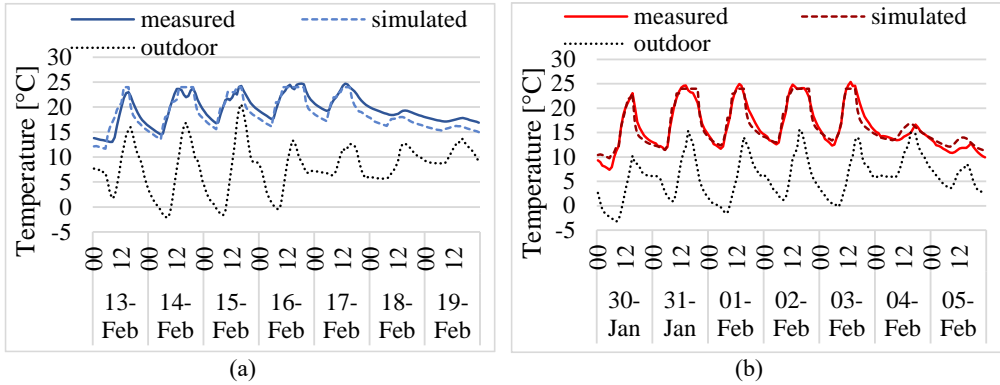 measured simulated
outdoor
Temperature [°C]
30
25
20
15
10
5
0
-5
00 12 00 12 00 12 00 12 00 12 00 12 00 12
13- 14- 15- 16- 17- 18- 19-
Feb Feb Feb Feb Feb Feb Feb
(a)
measured simulated
outdoor
Temperature [°C]
30
25
20
15
10
5
0
-5
00 12 00 12 00 12 00 12 00 12 00 12 00 12
30- 31- 01- 02- 03- 04- 05-
Jan Jan Feb Feb Feb Feb Feb
(b)